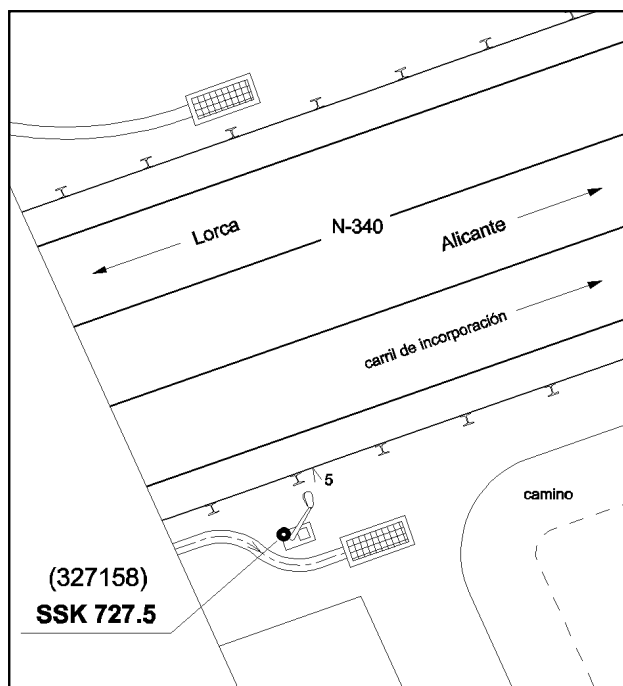 Lorca
N-340
Alicante
carril de incorporación
5
camino
(327158)
SSK 727.5